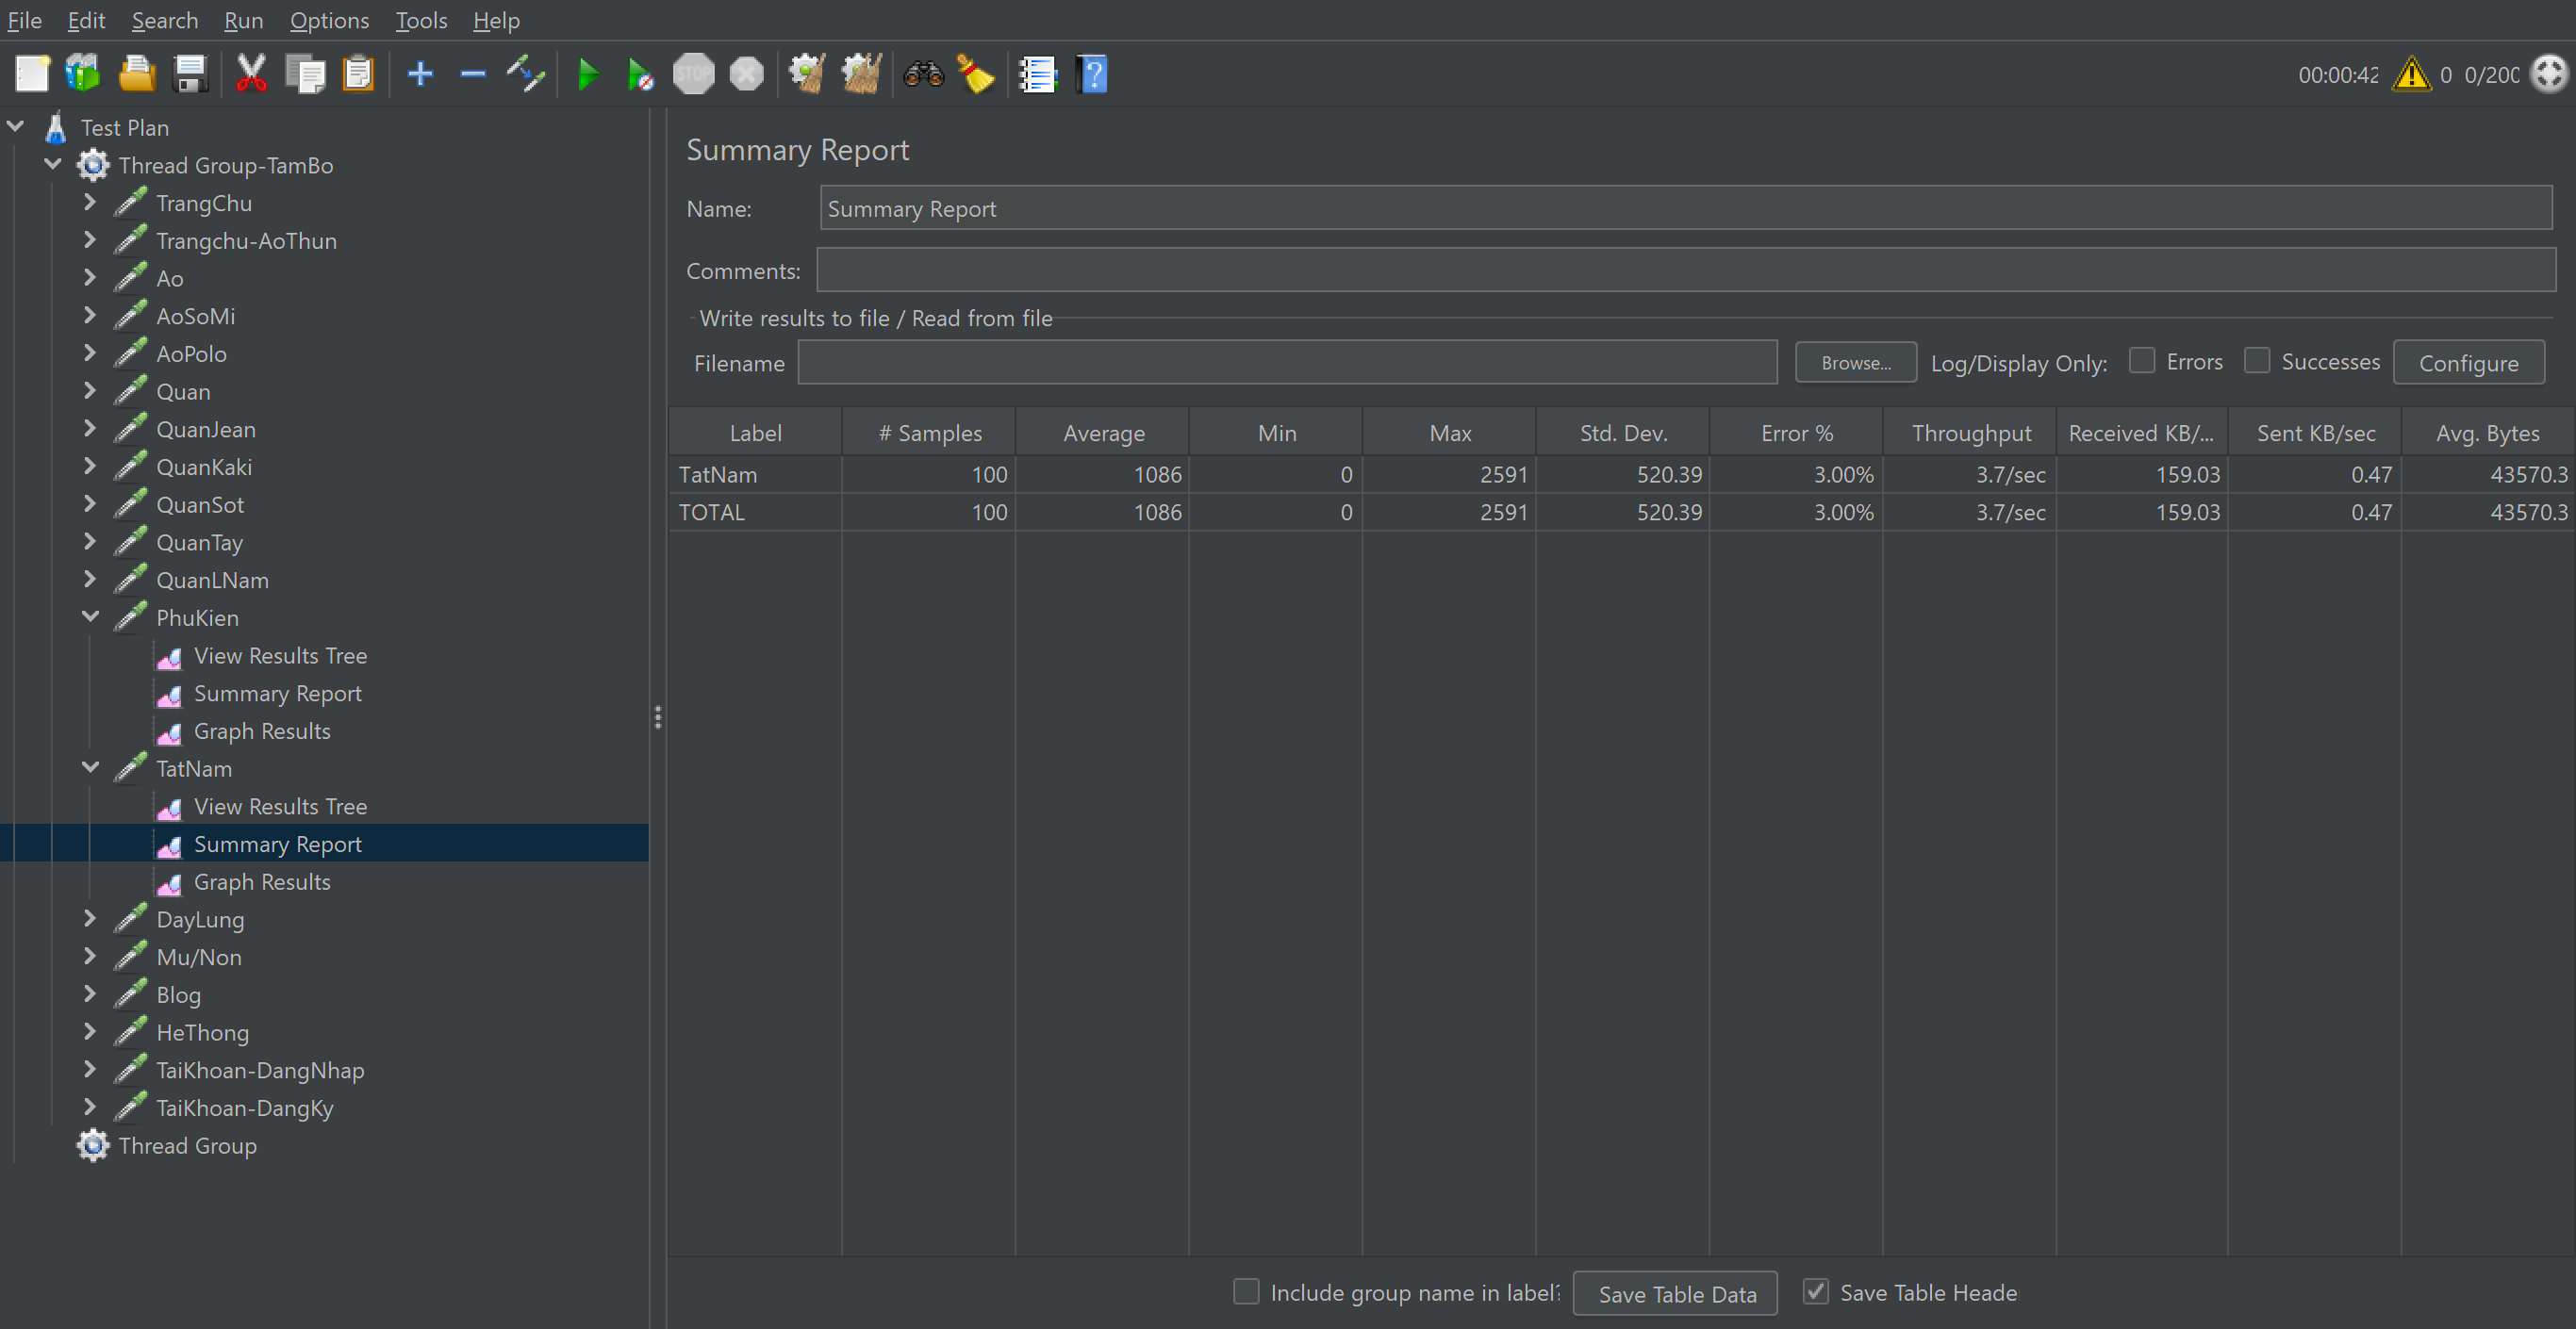 File Edit Search Run Options Tools Help
STOP
00:00:42 0 0/200
Test Plan
Thread Group-TamBo
TrangChu
Trangchu-AoThun
Ao
AoSoMi
AoPolo
Quan
QuanJean
QuanKaki
QuanSot
QuanTay
QuanLNam
PhuKien
View Results Tree
Summary Report
Graph Results
TatNam
View Results Tree
Summary Report
Graph Results
DayLung
Mu/Non
Blog
HeThong
TaiKhoan-DangNhap
TaiKhoan-DangKy
Thread Group
Summary Report
Name: Summary Report
Comments:
Write results to file / Read from file
Filename Browse... Log/Display Only: Errors Successes Configure
Label # Samples Average Min Max Std. Dev. Error % Throughput Received KB/... Sent KB/sec Avg. Bytes
TatNam 100 1086 0 2591 520.39 3.00% 3.7/sec 159.03 0.47 43570.3
TOTAL 100 1086 0 2591 520.39 3.00% 3.7/sec 159.03 0.47 43570.3
Include group name in label? Save Table Data Save Table Heade